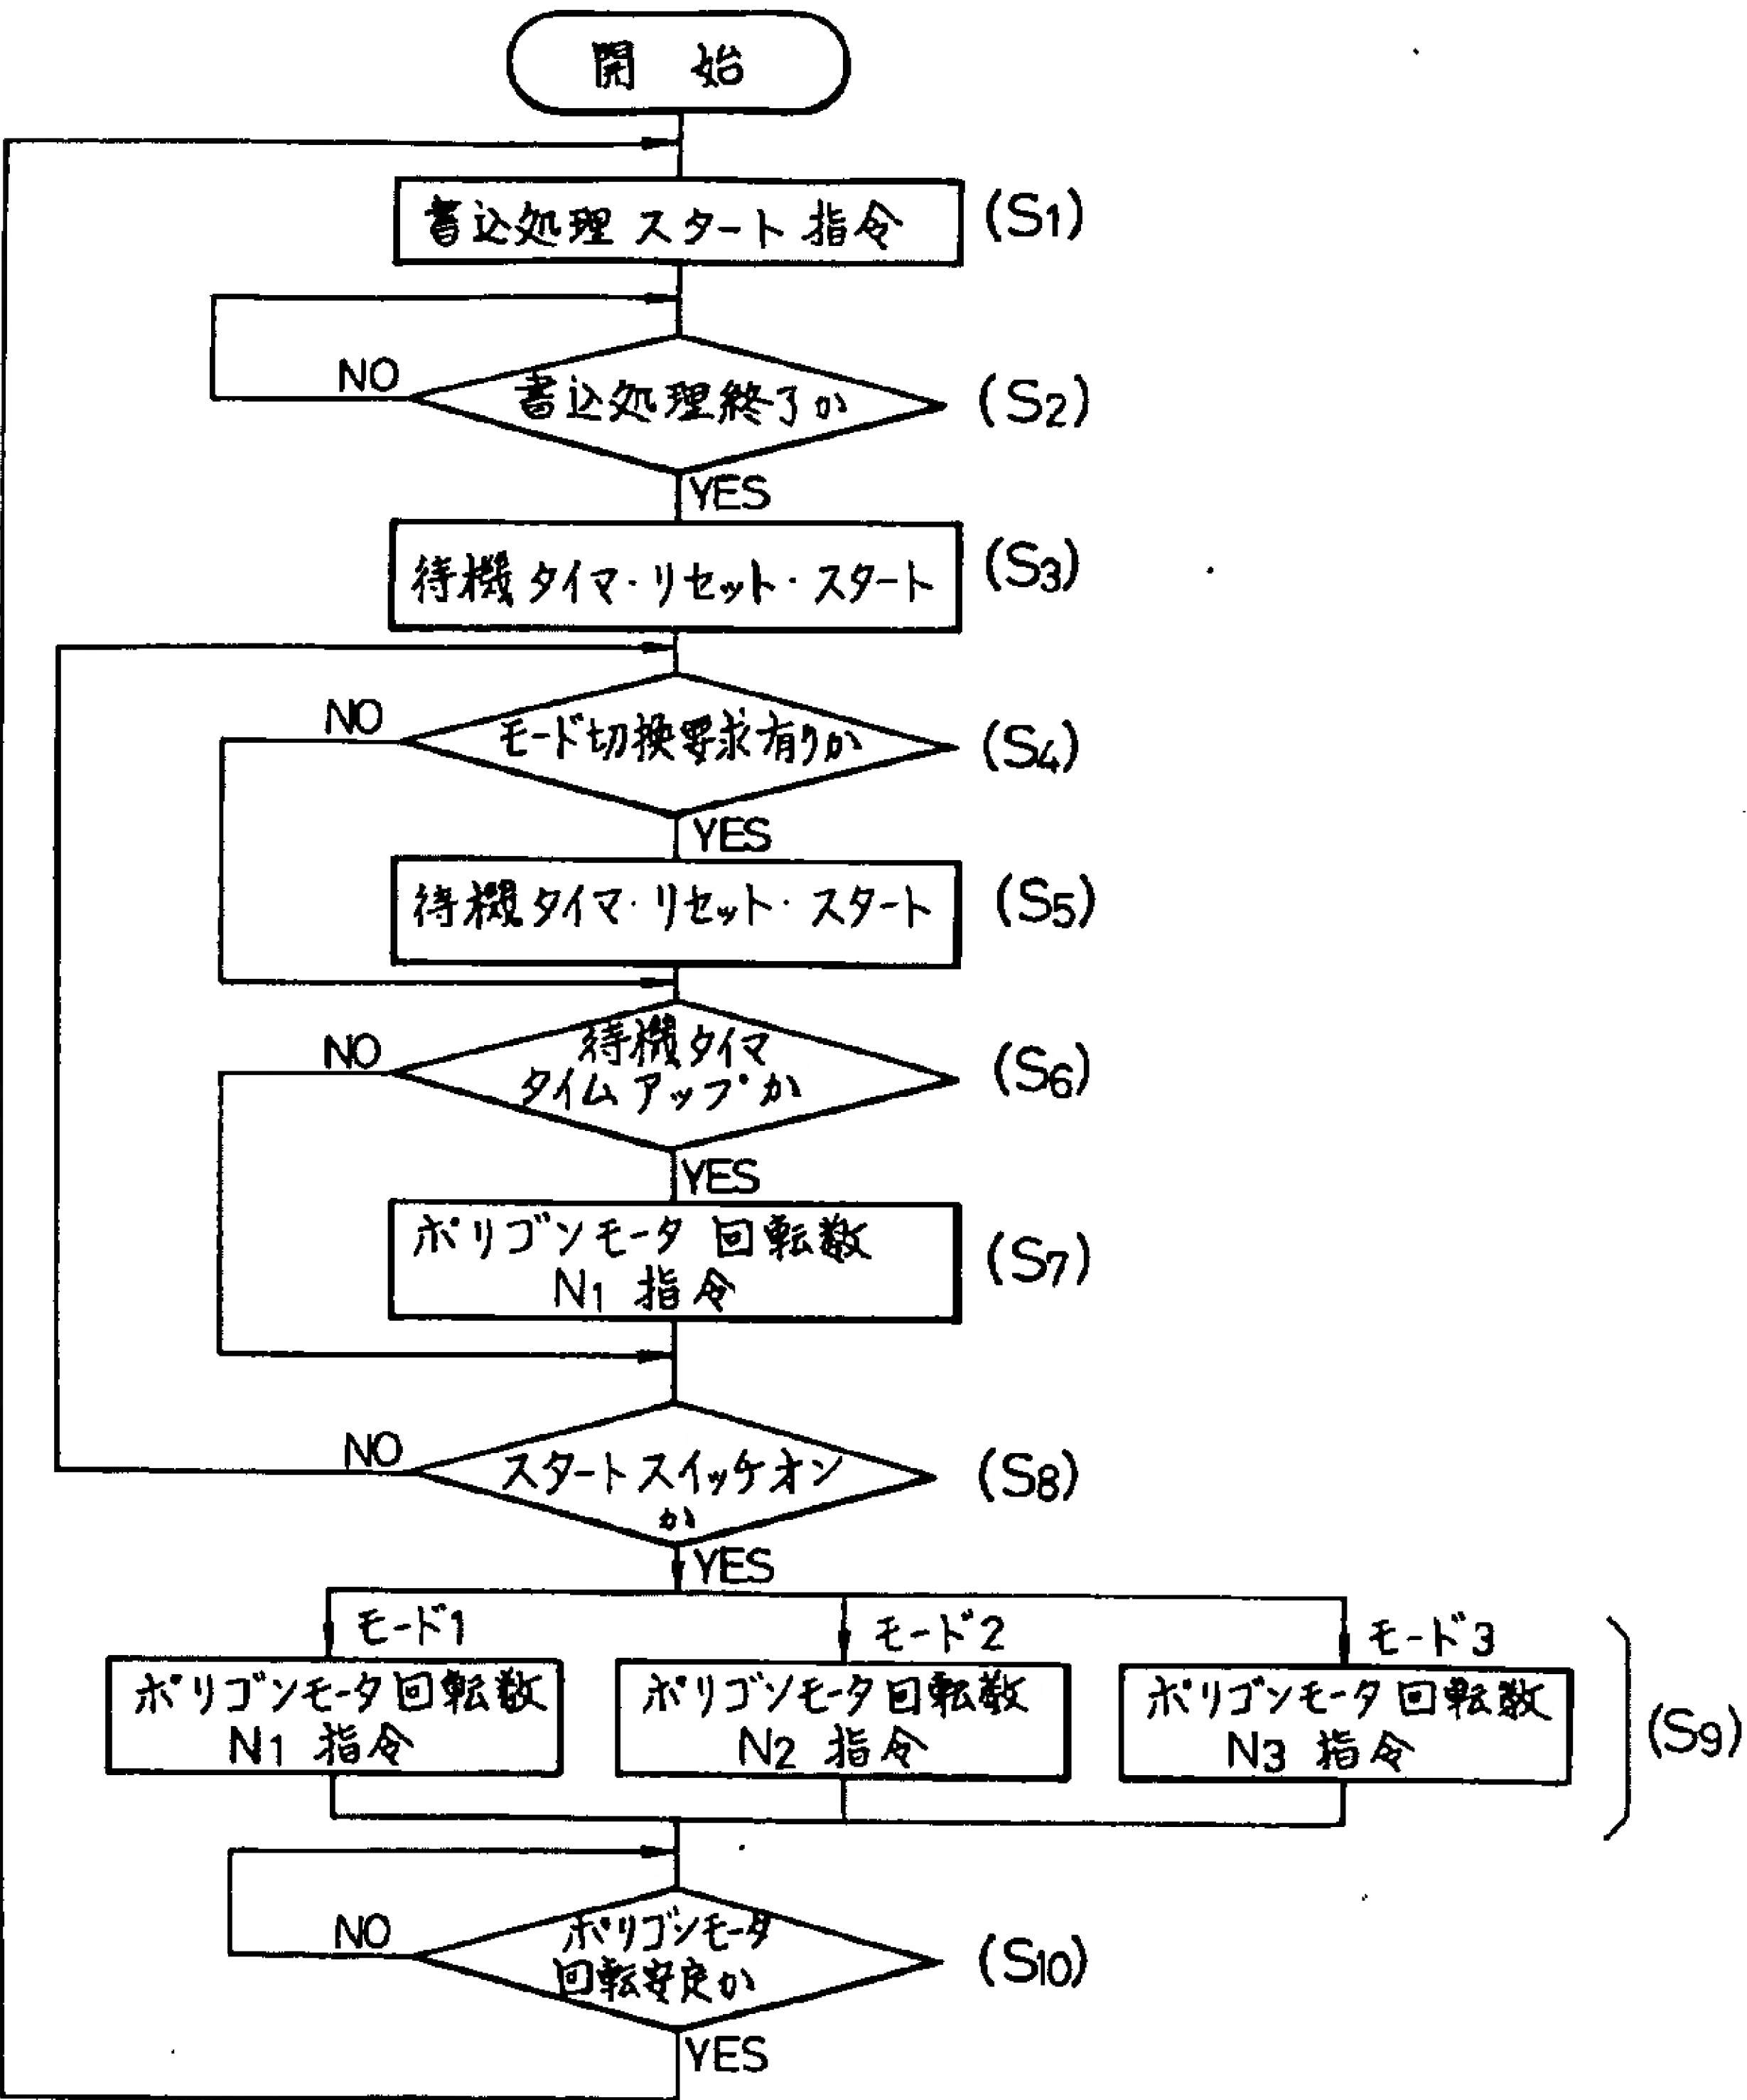 開 始
書込処理 スタート 指令 (S1)
NO 書込処理終了か (S2)
YES
待機タイマ・リセット・スタート (S3)
NO モード切換要求有りか (S4)
YES
待機タイマ・リセット・スタート (S5)
NO 待機タイマ
タイムアップか (S6)
YES
ポリゴンモータ 回転数
N1 指令 (S7)
NO スタートスイッチオン
か (S8)
YES
モード1 モード2 モード3
ポリゴンモータ回転数 ポリゴンモータ回転数 ポリゴンモータ回転数
N1 指令 N2 指令 N3 指令 (S9)
NO ポリゴンモータ
回転安定か (S10)
YES